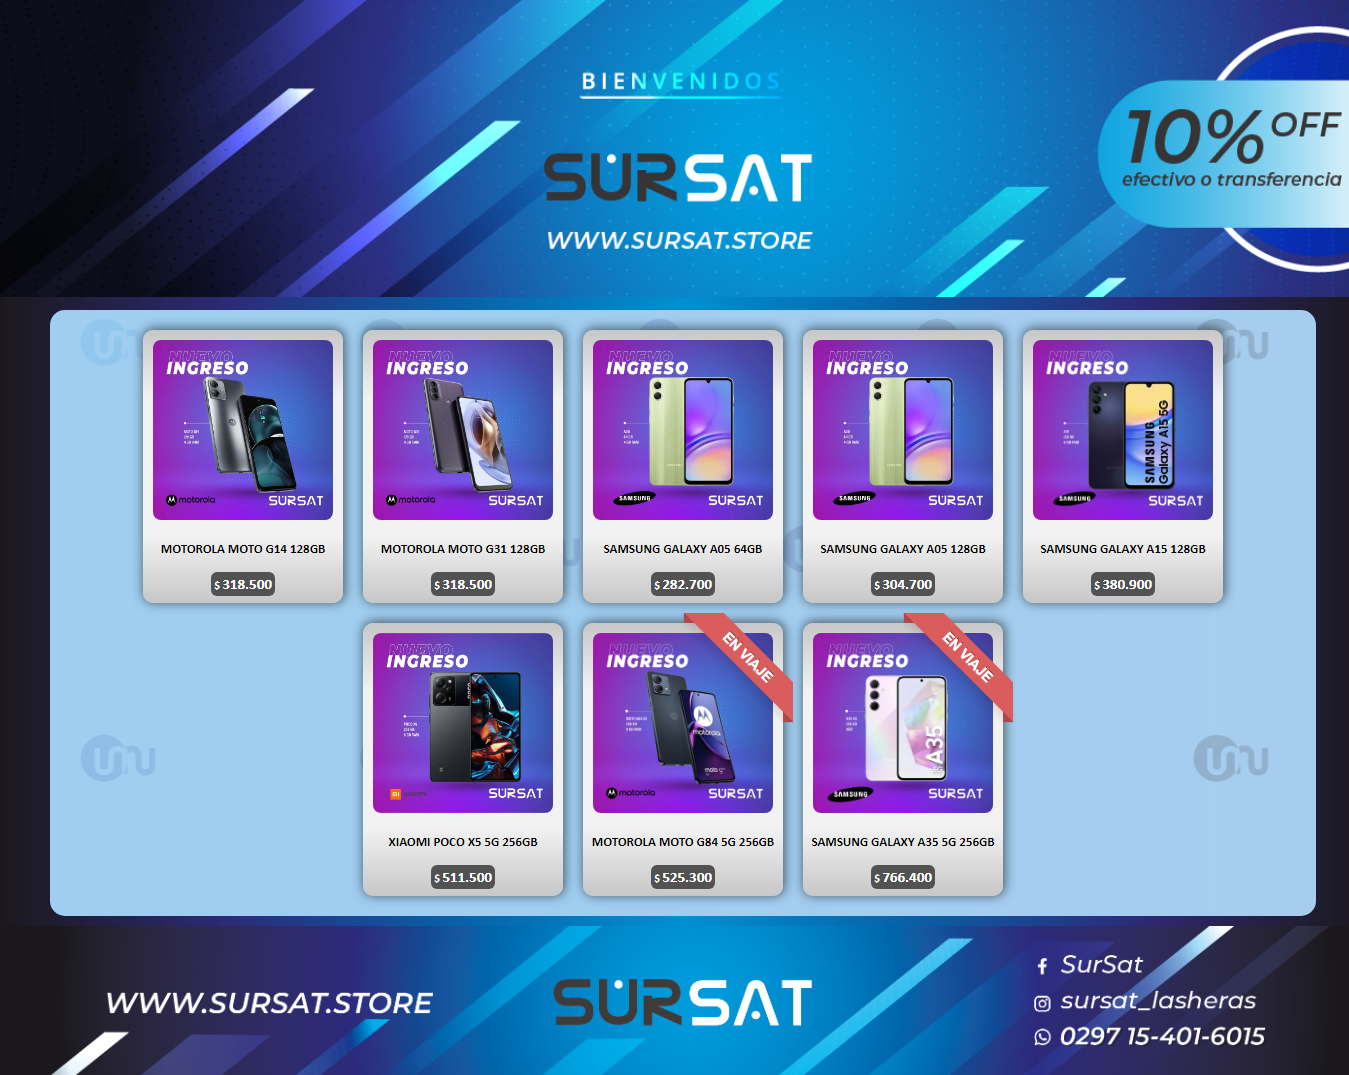 BIENVENIDOS
SURSAT
WWW.SURSAT.STORE
10% OFF
efectivo o transferencia
NUEVO
INGRESO
motorola
SURSAT
MOTOROLA MOTO G14 128GB
$ 318.500
NUEVO
INGRESO
motorola
SURSAT
MOTOROLA MOTO G31 128GB
$ 318.500
NUEVO
INGRESO
SAMSUNG
SURSAT
SAMSUNG GALAXY A05 64GB
$ 282.700
NUEVO
INGRESO
SAMSUNG
SURSAT
SAMSUNG GALAXY A05 128GB
$ 304.700
NUEVO
INGRESO
SAMSUNG
Galaxy A15 5G
SAMSUNG
SURSAT
SAMSUNG GALAXY A15 128GB
$ 380.900
NUEVO
INGRESO
xiaomi
SURSAT
XIAOMI POCO X5 5G 256GB
$ 511.500
EN VIAJE
NUEVO
INGRESO
motorola
motorola
SURSAT
MOTOROLA MOTO G84 5G 256GB
$ 525.300
EN VIAJE
NUEVO
INGRESO
A35
SAMSUNG
SURSAT
SAMSUNG GALAXY A35 5G 256GB
$ 766.400
WWW.SURSAT.STORE
SURSAT
SurSat
sursat_lasheras
0297 15-401-6015